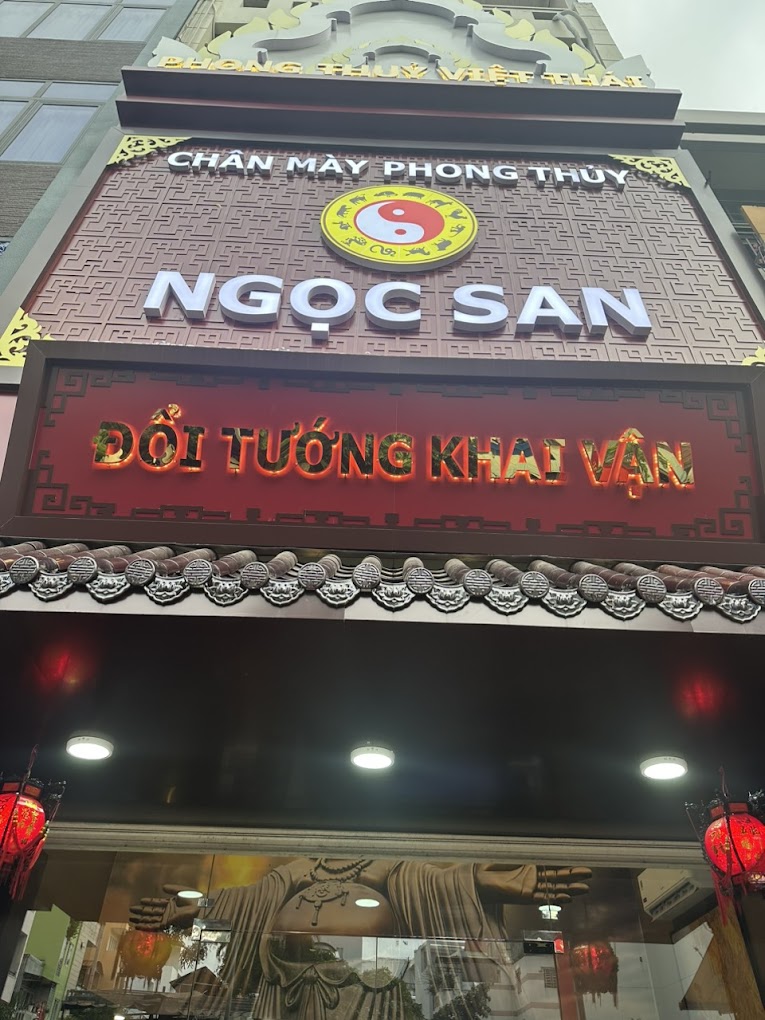 PHONG THUỶ VIỆT THÁI
CHÂN MÀY PHONG THỦY
NGỌC SAN
ĐỔI TƯỚNG KHAI VẬN